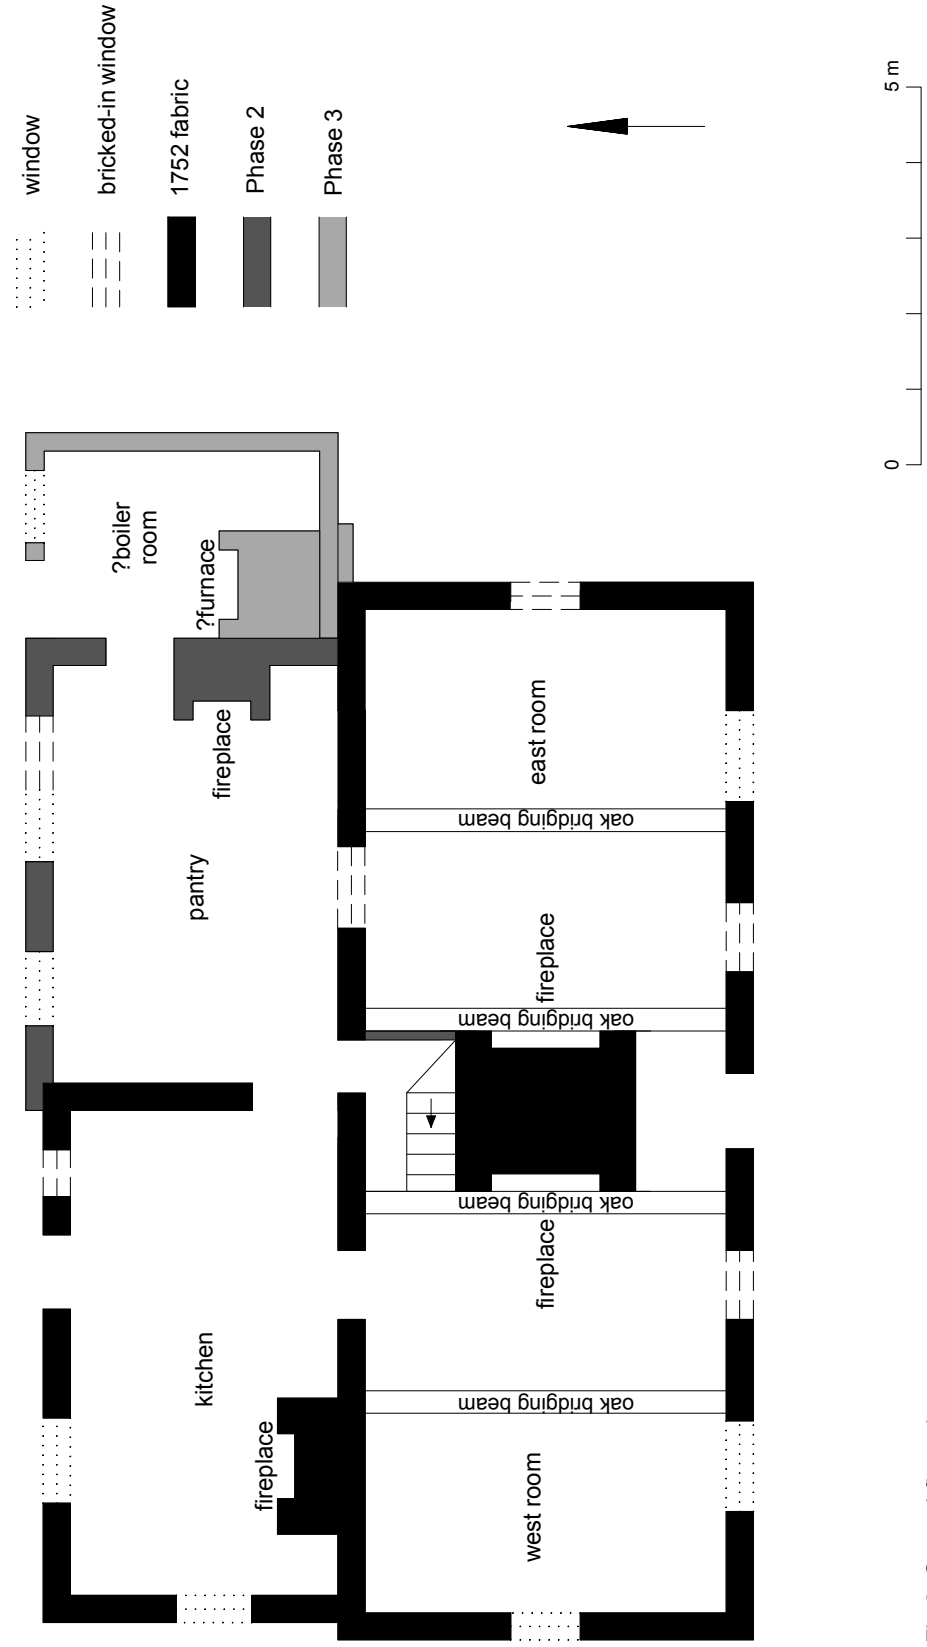 window
bricked-in window
1752 fabric
Phase 2
Phase 3
5 m
0
?boiler
room
?furnace
fireplace
pantry
kitchen
fireplace
east room
oak bridging beam
fireplace
oak bridging beam
oak bridging beam
fireplace
oak bridging beam
west room